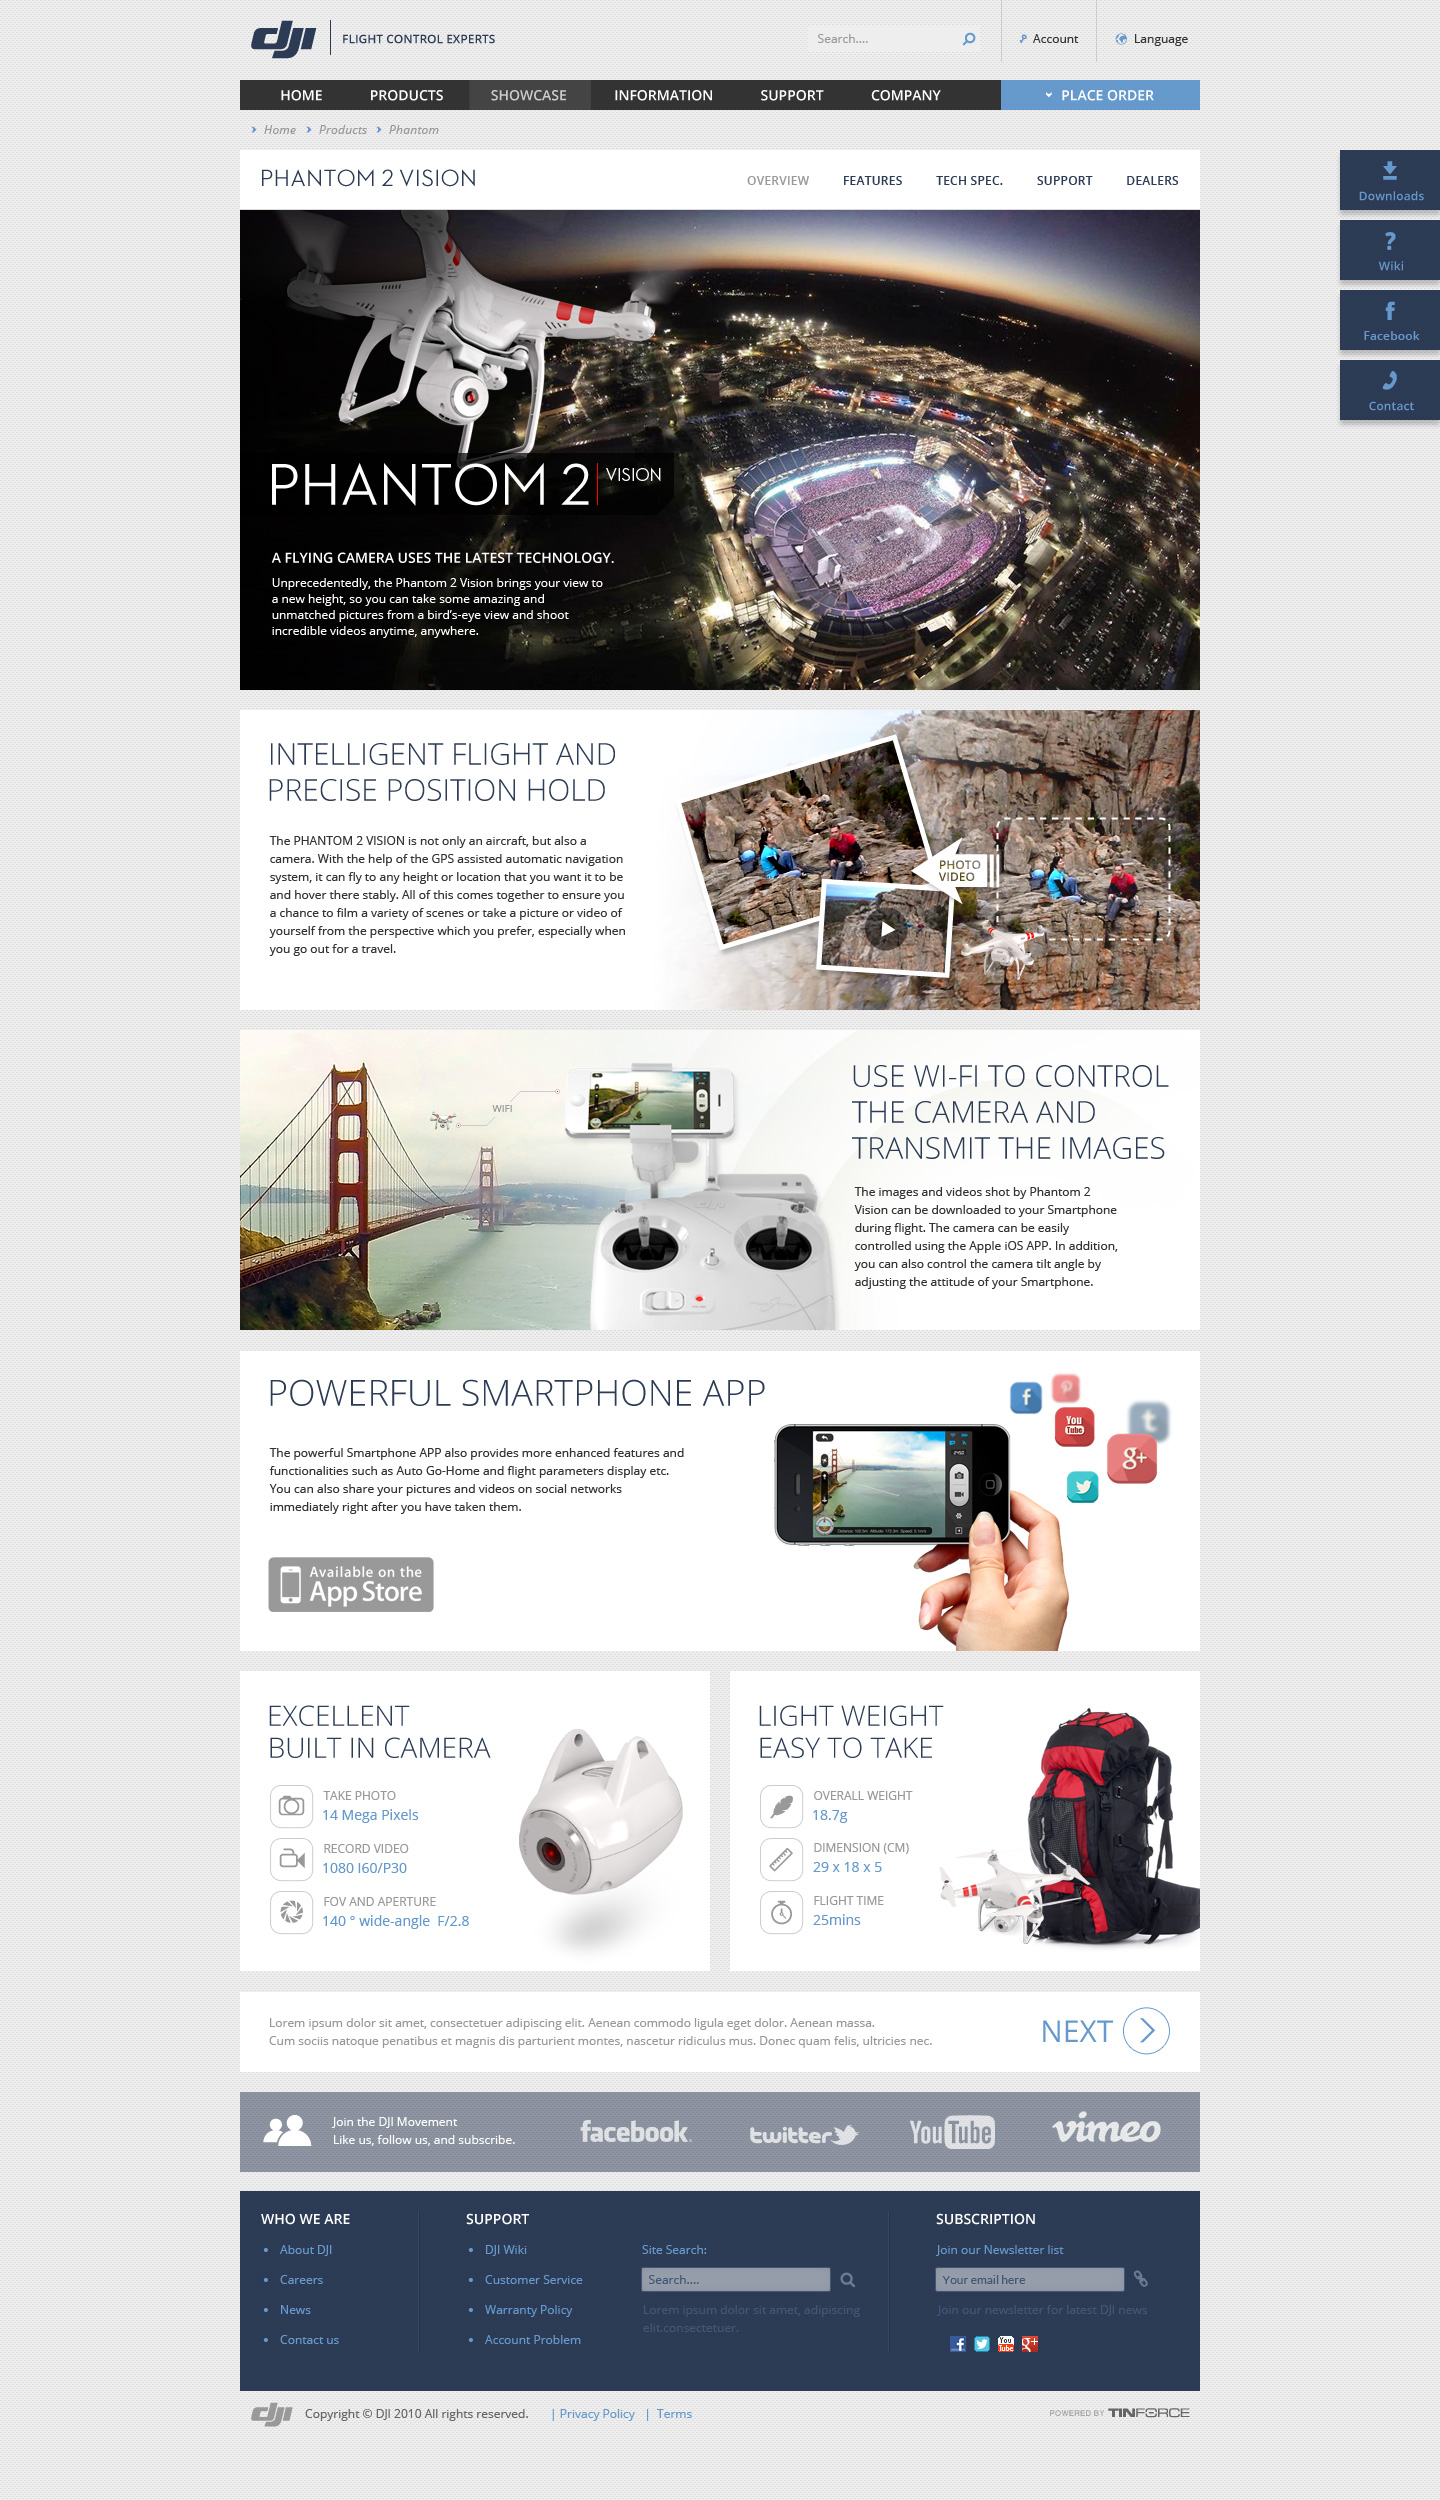 dji FLIGHT CONTROL EXPERTS
Search....
Account
Language
HOME PRODUCTS SHOWCASE INFORMATION SUPPORT COMPANY PLACE ORDER
Home Products Phantom
PHANTOM 2 VISION
OVERVIEW FEATURES TECH SPEC. SUPPORT DEALERS
Downloads
Wiki
Facebook
Contact
PHANTOM 2 VISION
A FLYING CAMERA USES THE LATEST TECHNOLOGY.
Unprecedentedly, the Phantom 2 Vision brings your view to
a new height, so you can take some amazing and
unmatched pictures from a bird's-eye view and shoot
incredible videos anytime, anywhere.
INTELLIGENT FLIGHT AND
PRECISE POSITION HOLD
The PHANTOM 2 VISION is not only an aircraft, but also a
camera. With the help of the GPS assisted automatic navigation
system, it can fly to any height or location that you want it to be
and hover there stably. All of this comes together to ensure you
a chance to film a variety of scenes or take a picture or video of
yourself from the perspective which you prefer, especially when
you go out for a travel.
PHOTO
VIDEO
WIFI
USE WI-FI TO CONTROL
THE CAMERA AND
TRANSMIT THE IMAGES
The images and videos shot by Phantom 2
Vision can be downloaded to your Smartphone
during flight. The camera can be easily
controlled using the Apple iOS APP. In addition,
you can also control the camera tilt angle by
adjusting the attitude of your Smartphone.
POWERFUL SMARTPHONE APP
The powerful Smartphone APP also provides more enhanced features and
functionalities such as Auto Go-Home and flight parameters display etc.
You can also share your pictures and videos on social networks
immediately right after you have taken them.
Available on the
App Store
You
Tube
g+
EXCELLENT
BUILT IN CAMERA
TAKE PHOTO
14 Mega Pixels
RECORD VIDEO
1080 I60/P30
FOV AND APERTURE
140 ° wide-angle F/2.8
LIGHT WEIGHT
EASY TO TAKE
OVERALL WEIGHT
18.7g
DIMENSION (CM)
29 x 18 x 5
FLIGHT TIME
25mins
Lorem ipsum dolor sit amet, consectetuer adipiscing elit. Aenean commodo ligula eget dolor. Aenean massa.
Cum sociis natoque penatibus et magnis dis parturient montes, nascetur ridiculus mus. Donec quam felis, ultricies nec.
NEXT
Join the DJI Movement
Like us, follow us, and subscribe.
facebook.
twitter
YouTube
vimeo
WHO WE ARE
About DJI
Careers
News
Contact us
SUPPORT
DJI Wiki
Customer Service
Warranty Policy
Account Problem
Site Search:
Search....
Lorem ipsum dolor sit amet, adipiscing
elit.consectetuer.
SUBSCRIPTION
Join our Newsletter list
Your email here
Join our newsletter for latest DJI news
dji Copyright © DJI 2010 All rights reserved. | Privacy Policy | Terms
POWERED BY TINFORCE